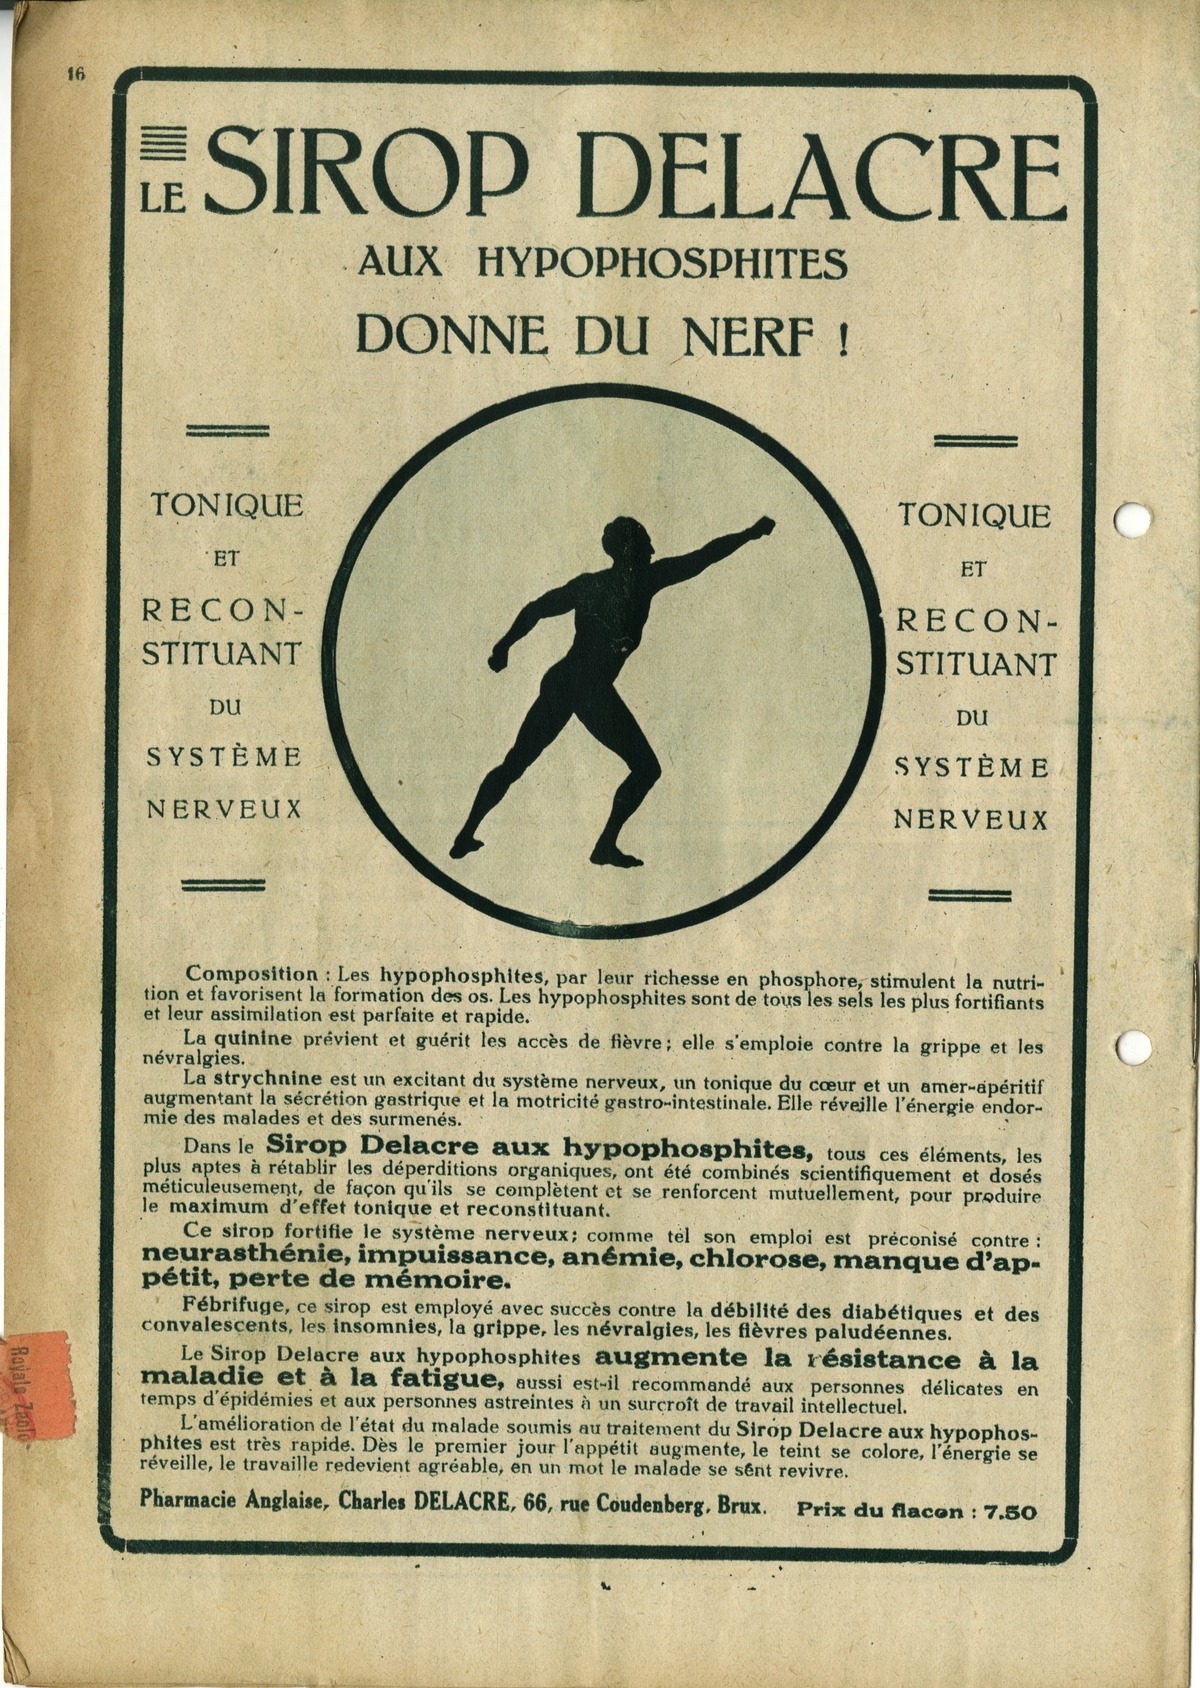 16
LE SIROP DELACRE
AUX HYPOPHOSPHITES
DONNE DU NERF !
TONIQUE
ET
RECON-
STITUANT
DU
SYSTÈME
NERVEUX
TONIQUE
ET
RECON-
STITUANT
DU
SYSTÈME
NERVEUX
Composition : Les hypophosphites, par leur richesse en phosphore, stimulent la nutri-
tion et favorisent la formation des os. Les hypophosphites sont de tous les sels les plus fortifiants
et leur assimilation est parfaite et rapide.
La quinine prévient et guérit les accès de fièvre ; elle s'emploie contre la grippe et les
névralgies.
La strychnine est un excitant du système nerveux, un tonique du cœur et un amer-apéritif
augmentant la sécrétion gastrique et la motricité gastro-intestinale. Elle réveille l'énergie endor-
mie des malades et des surmenés.
Dans le Sirop Delacre aux hypophosphites, tous ces éléments, les
plus aptes à rétablir les déperditions organiques, ont été combinés scientifiquement et dosés
méticuleusement, de façon qu'ils se complètent et se renforcent mutuellement, pour produire
le maximum d'effet tonique et reconstituant.
Ce sirop fortifie le système nerveux; comme tel son emploi est préconisé contre :
neurasthénie, impuissance, anémie, chlorose, manque d'ap-
pétit, perte de mémoire.
Fébrifuge, ce sirop est employé avec succès contre la débilité des diabétiques et des
convalescents, les insomnies, la grippe, les névralgies, les fièvres paludéennes.
Le Sirop Delacre aux hypophosphites augmente la résistance à la
maladie et à la fatigue, aussi est-il recommandé aux personnes délicates en
temps d'épidémies et aux personnes astreintes à un surcroît de travail intellectuel.
L'amélioration de l'état du malade soumis au traitement du Sirop Delacre aux hypophos-
phites est très rapide. Dès le premier jour l'appétit augmente, le teint se colore, l'énergie se
réveille, le travaille redevient agréable, en un mot le malade se sent revivre.
Pharmacie Anglaise, Charles DELACRE, 66, rue Coudenberg, Brux. Prix du flacon : 7.50